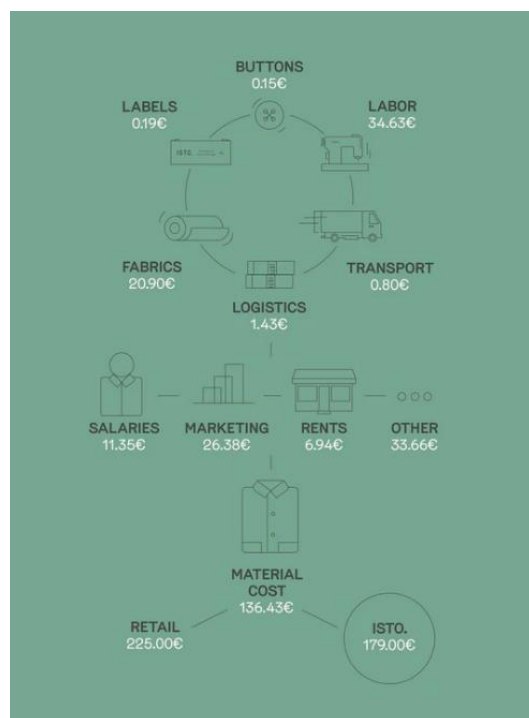 BUTTONS
0.15€
LABELS
0.19€
LABOR
34.63€
ISTO.
FABRICS
20.90€
TRANSPORT
0.80€
LOGISTICS
1.43€
SALARIES
11.35€
MARKETING
26.38€
RENTS
6.94€
OTHER
33.66€
MATERIAL
COST
136.43€
RETAIL
225.00€
ISTO.
179.00€